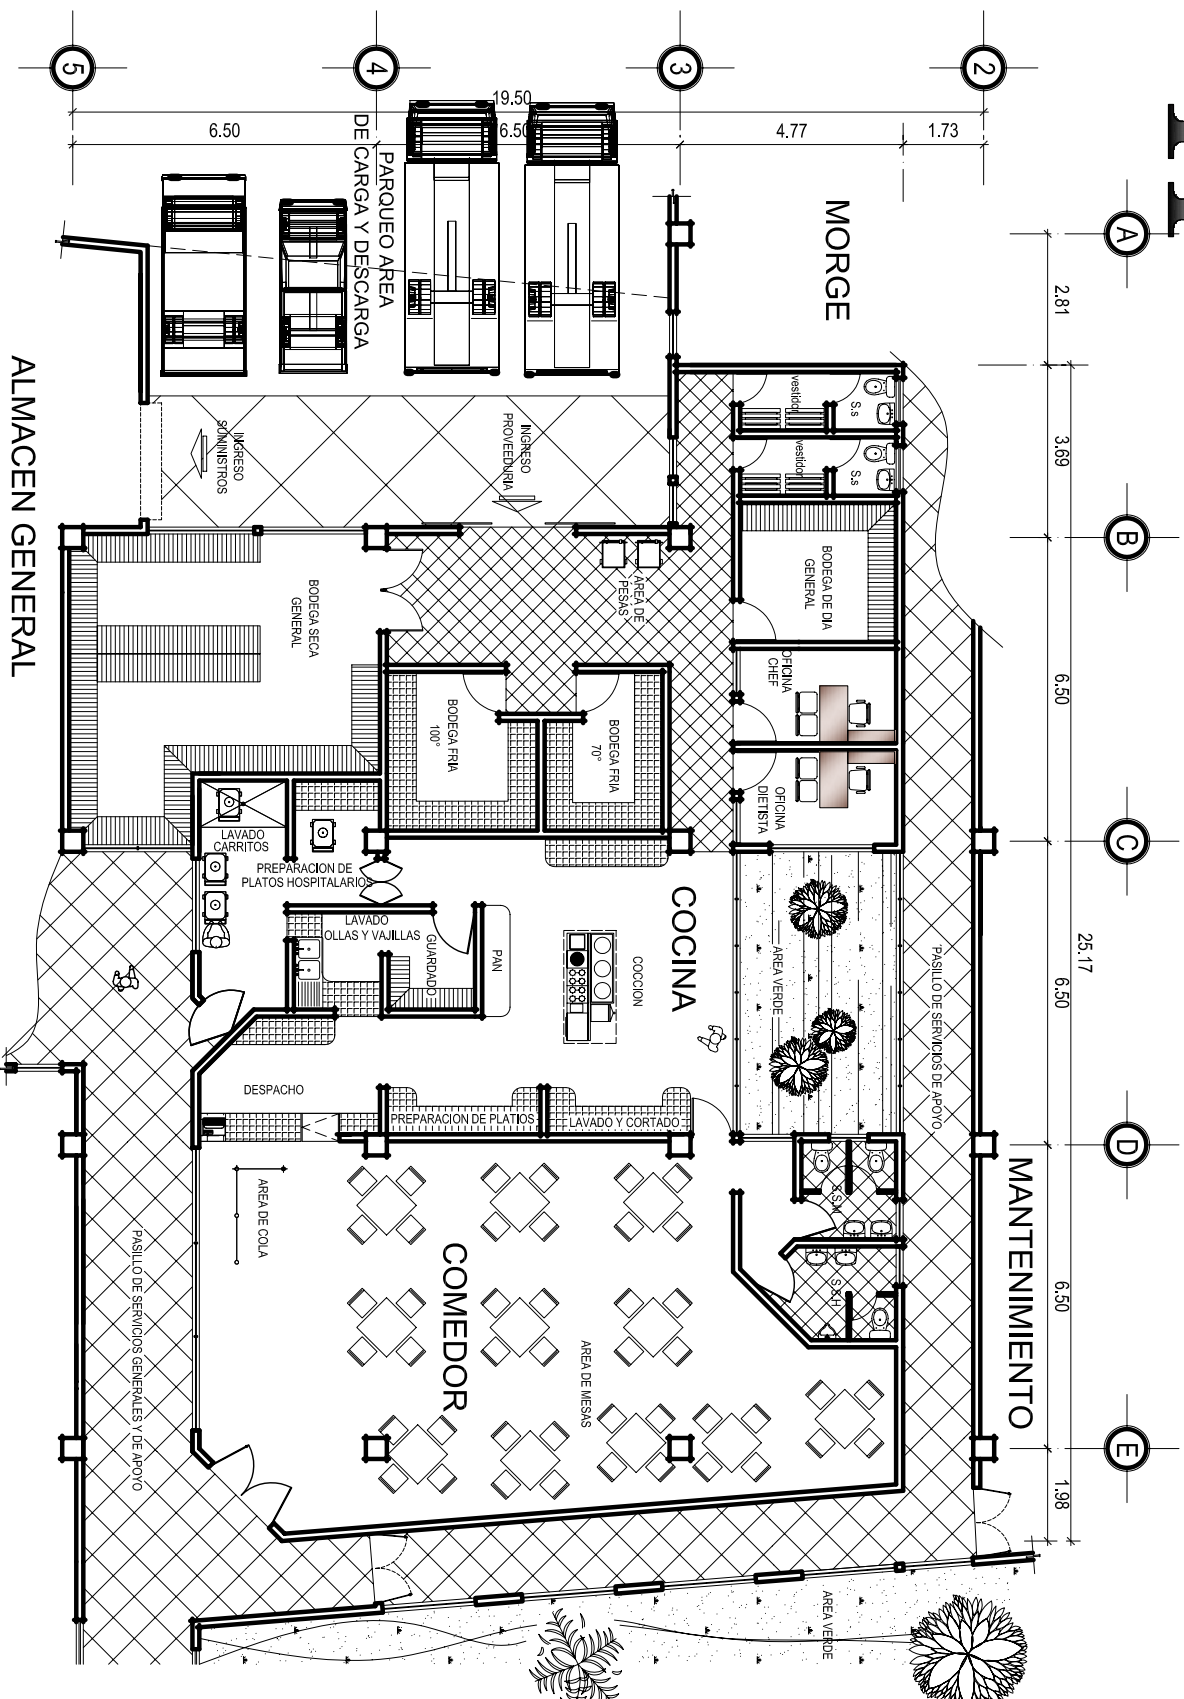 5
4
3
2
19.50
6.50
6.50
4.77
1.73
A
B
C
D
E
2.81
3.69
6.50
25.17
6.50
6.50
1.98
MORGE
PARQUEO AREA
DE CARGA Y DESCARGA
ALMACEN GENERAL
INGRESO
SUMINISTROS
INGRESO
PROVEEDURIA
vestidor
S.s
vestidor
S.s
BODEGA DE DIA
GENERAL
AREA DE
PESAS
BODEGA SECA
GENERAL
OFICINA
CHEF
OFICINA
DIETISTA
BODEGA FRIA
100°
BODEGA FRIA
70°
LAVADO
CARRITOS
PREPARACION DE
PLATOS HOSPITALARIOS
LAVADO
OLLAS Y VAJILLAS
GUARDADO
PAN
COCCION
COCINA
AREA VERDE
PASILLO DE SERVICIOS DE APOYO
DESPACHO
PREPARACION DE PLATIOS
LAVADO Y CORTADO
MANTENIMIENTO
S.S.M
S.S.H
AREA DE COLA
COMEDOR
AREA DE MESAS
PASILLO DE SERVICIOS GENERALES Y DE APOYO
AREA VERDE